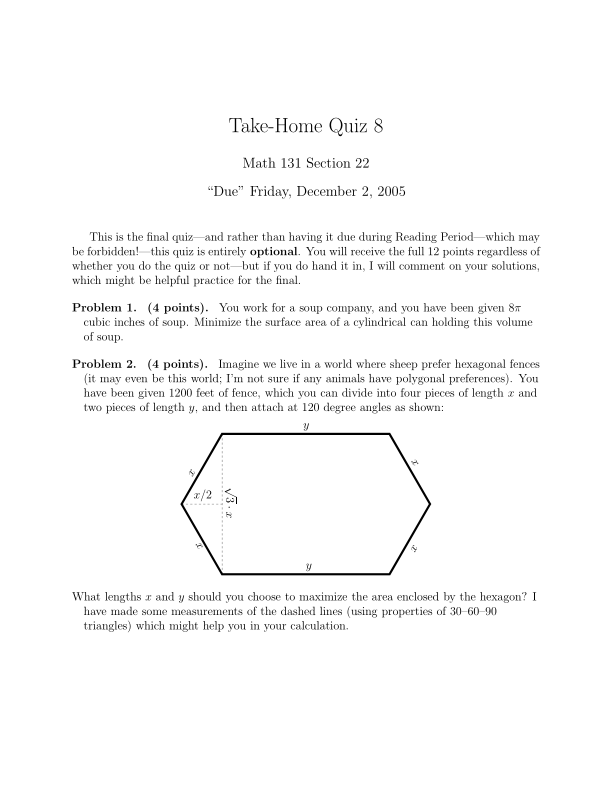 Take-Home Quiz 8
Math 131 Section 22
“Due” Friday, December 2, 2005
This is the final quiz—and rather than having it due during Reading Period—which may
be forbidden!—this quiz is entirely optional. You will receive the full 12 points regardless of
whether you do the quiz or not—but if you do hand it in, I will comment on your solutions,
which might be helpful practice for the final.
Problem 1. (4 points). You work for a soup company, and you have been given 8π
cubic inches of soup. Minimize the surface area of a cylindrical can holding this volume
of soup.
Problem 2. (4 points). Imagine we live in a world where sheep prefer hexagonal fences
(it may even be this world; I’m not sure if any animals have polygonal preferences). You
have been given 1200 feet of fence, which you can divide into four pieces of length x and
two pieces of length y, and then attach at 120 degree angles as shown:
y
x
x
x/2
√3 · x
x
x
y
What lengths x and y should you choose to maximize the area enclosed by the hexagon? I
have made some measurements of the dashed lines (using properties of 30–60–90
triangles) which might help you in your calculation.